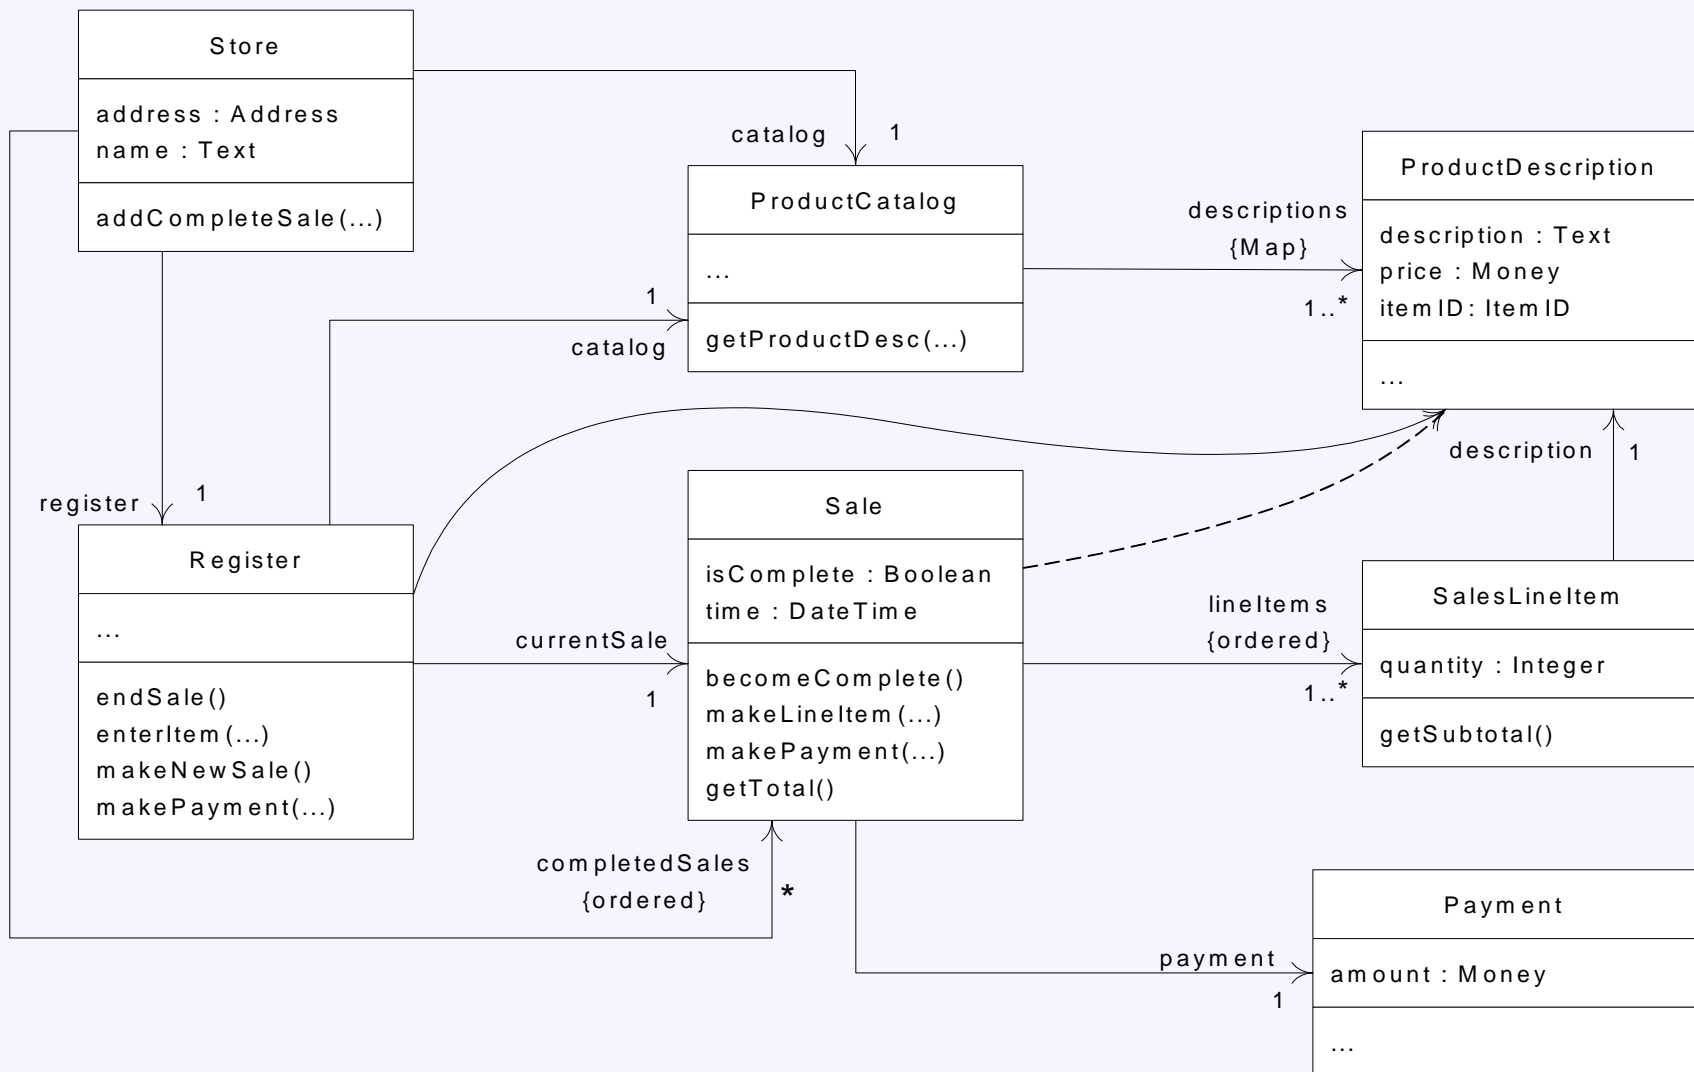 Store
address : Address
name : Text
addCompleteSale(...)
catalog
1
ProductCatalog
...
getProductDesc(...)
descriptions
{Map}
1..*
ProductDescription
description : Text
price : Money
itemID: ItemID
...
1
catalog
register
1
Register
...
endSale()
enterItem(...)
makeNewSale()
makePayment(...)
currentSale
1
Sale
isComplete : Boolean
time : DateTime
becomeComplete()
makeLineItem(...)
makePayment(...)
getTotal()
description
1
lineItems
{ordered}
1..*
SalesLineItem
quantity : Integer
getSubtotal()
completedSales
{ordered}
*
payment
1
Payment
amount : Money
...